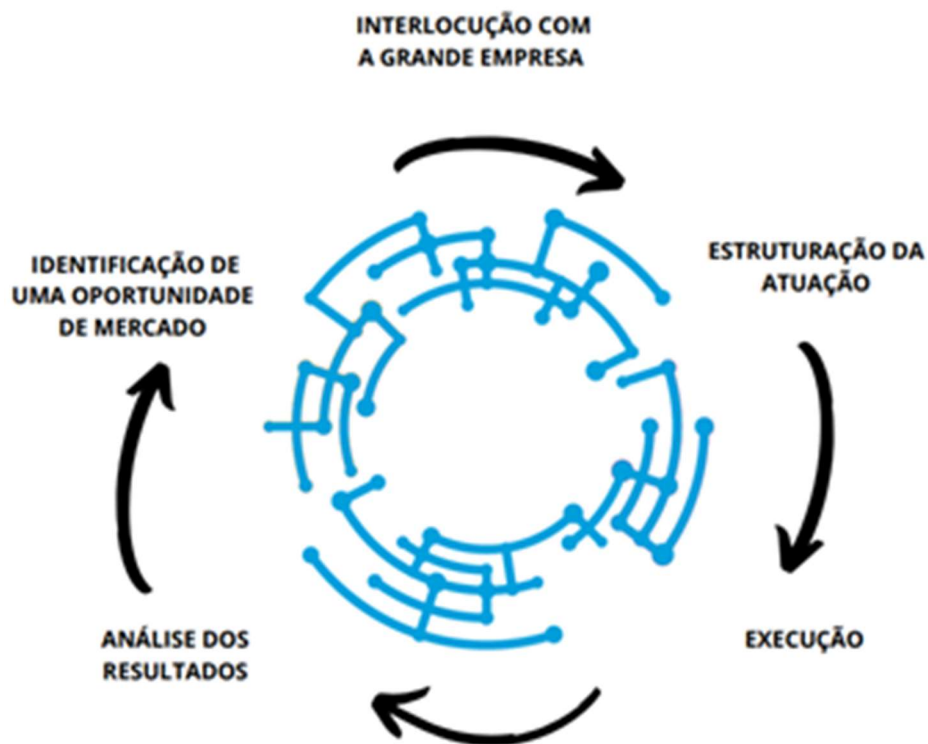 INTERLOCUÇÃO COM
A GRANDE EMPRESA
ESTRUTURAÇÃO DA
ATUAÇÃO
IDENTIFICAÇÃO DE
UMA OPORTUNIDADE
DE MERCADO
EXECUÇÃO
ANÁLISE DOS
RESULTADOS